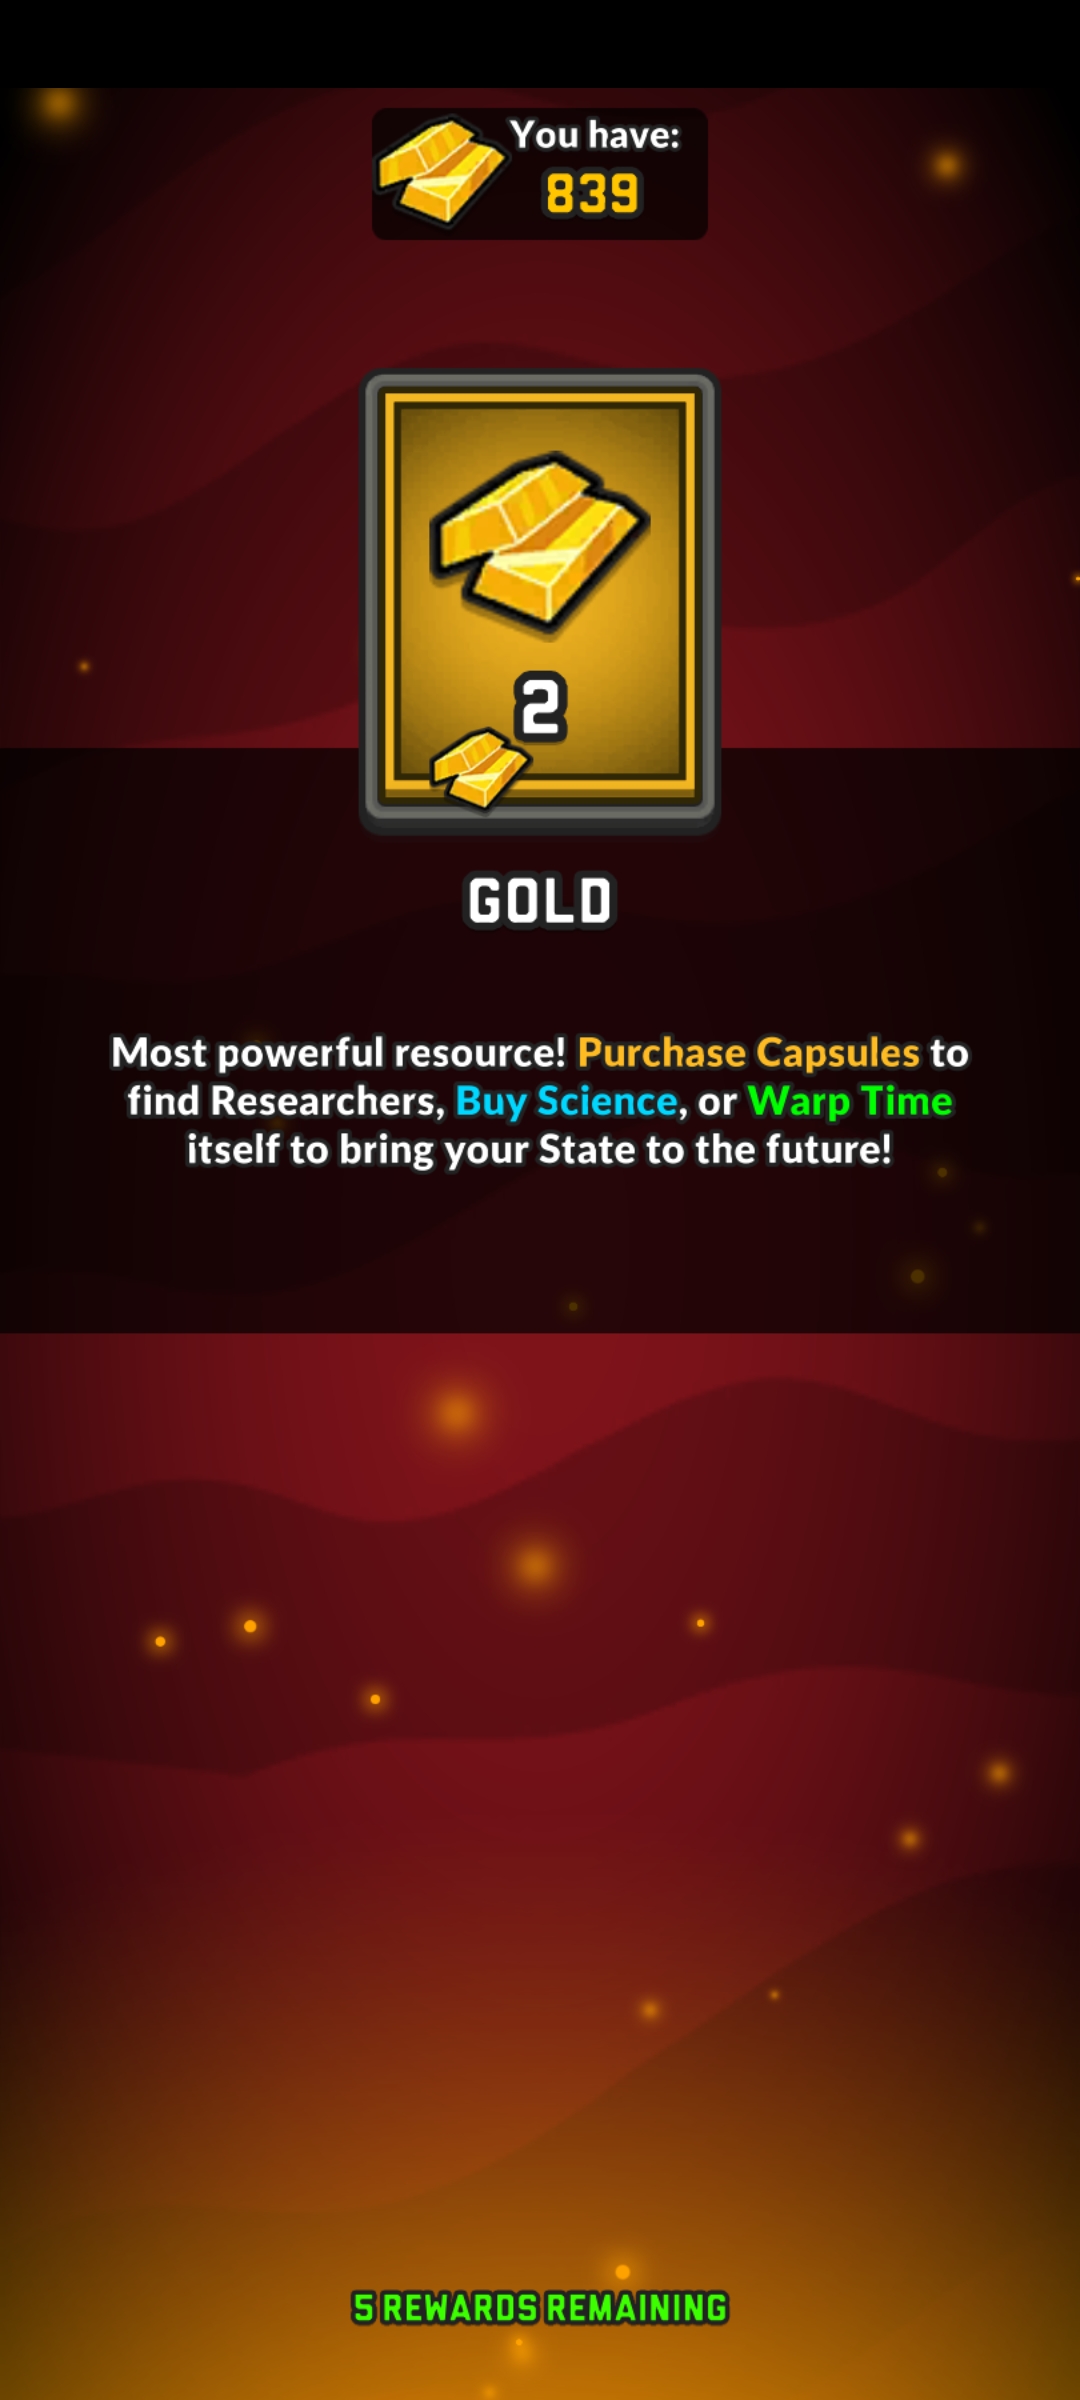 You have:
839
2
GOLD
Most powerful resource! Purchase Capsules to
find Researchers, Buy Science, or Warp Time
itself to bring your State to the future!
5 REWARDS REMAINING